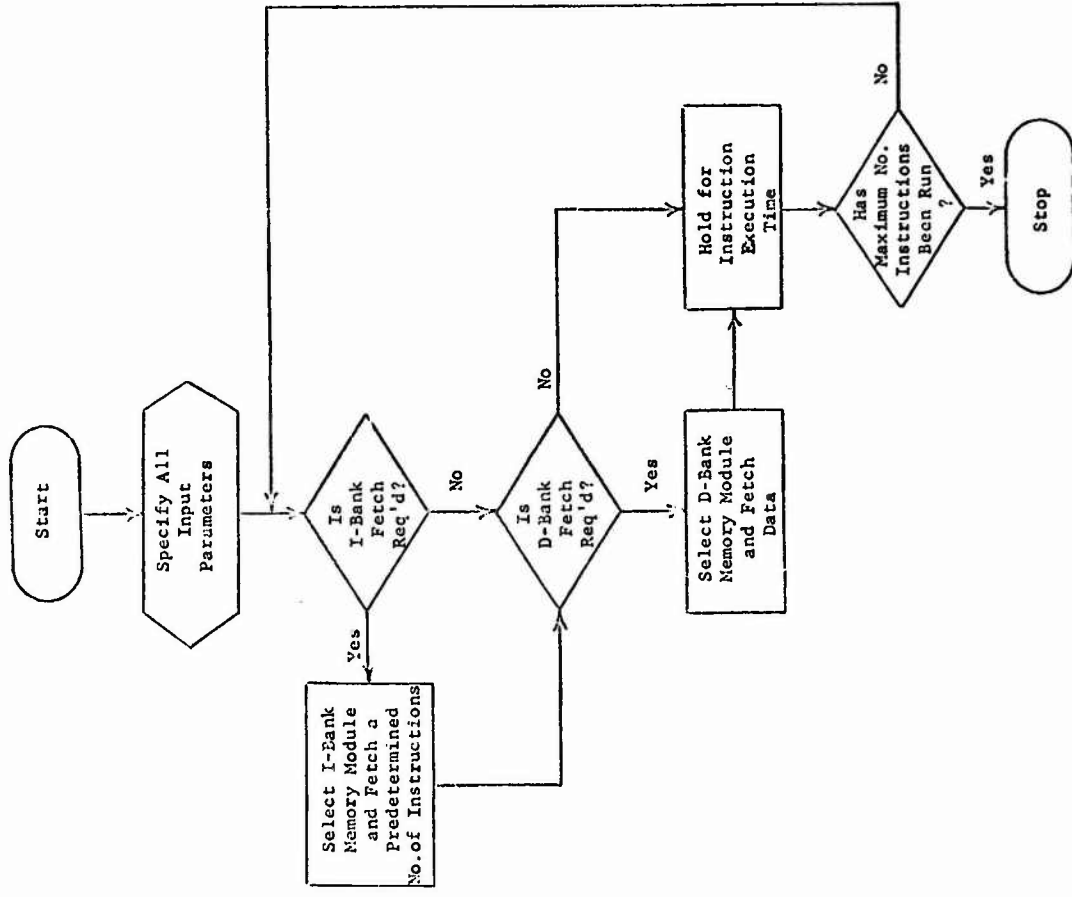 Start
Specify All
Input
Parumeters
Is
I-Bank
Fetch
Req'd?
Yes
No
Select I-Bank
Memory Module
and Fetch a
Predetermined
No.of Instructions
Is
D-Bank
Fetch
Req'd?
No
Yes
Select D-Bank
Memory Module
and Fetch
Data
Hold for
Instruction
Execution
Time
Has
Maximum No.
Instructions
Been Run
?
No
Yes
Stop